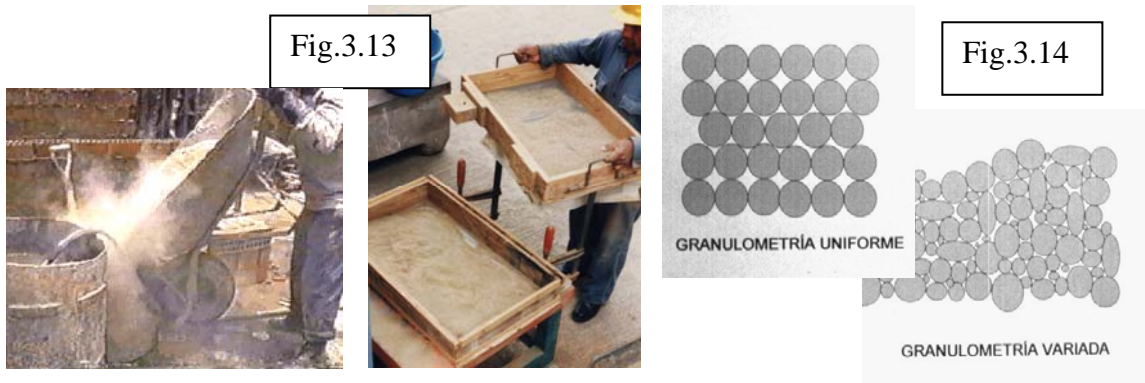 Fig.3.13
Fig.3.14
GRANULOMETRÍA UNIFORME
GRANULOMETRÍA VARIADA